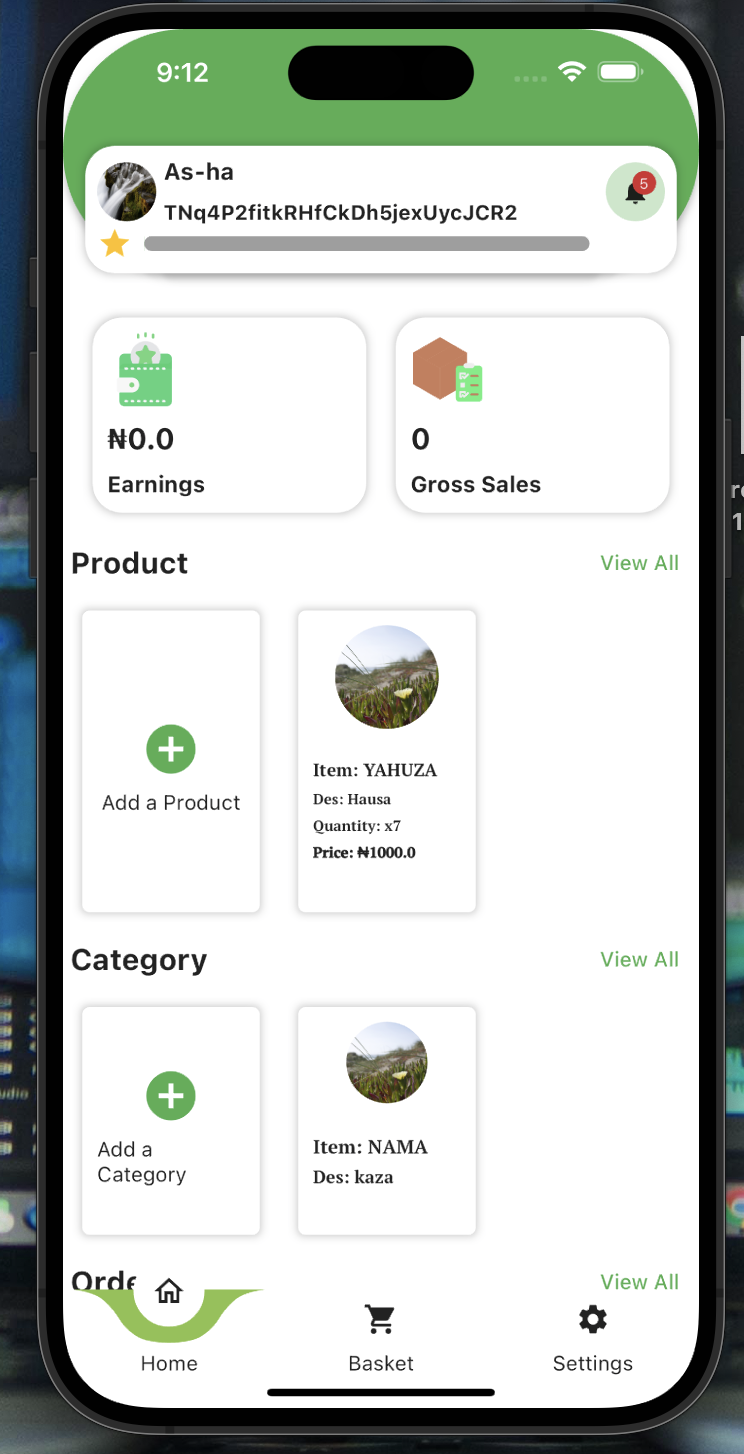 9:12
As-ha
5
TNq4P2fitkRHfCkDh5jexUycJCR2
₦0.0
Earnings
0
Gross Sales
Product
View All
Add a Product
Item: YAHUZA
Des: Hausa
Quantity: x7
Price: ₦1000.0
Category
View All
Add a
Category
Item: NAMA
Des: kaza
View All
Home
Basket
Settings